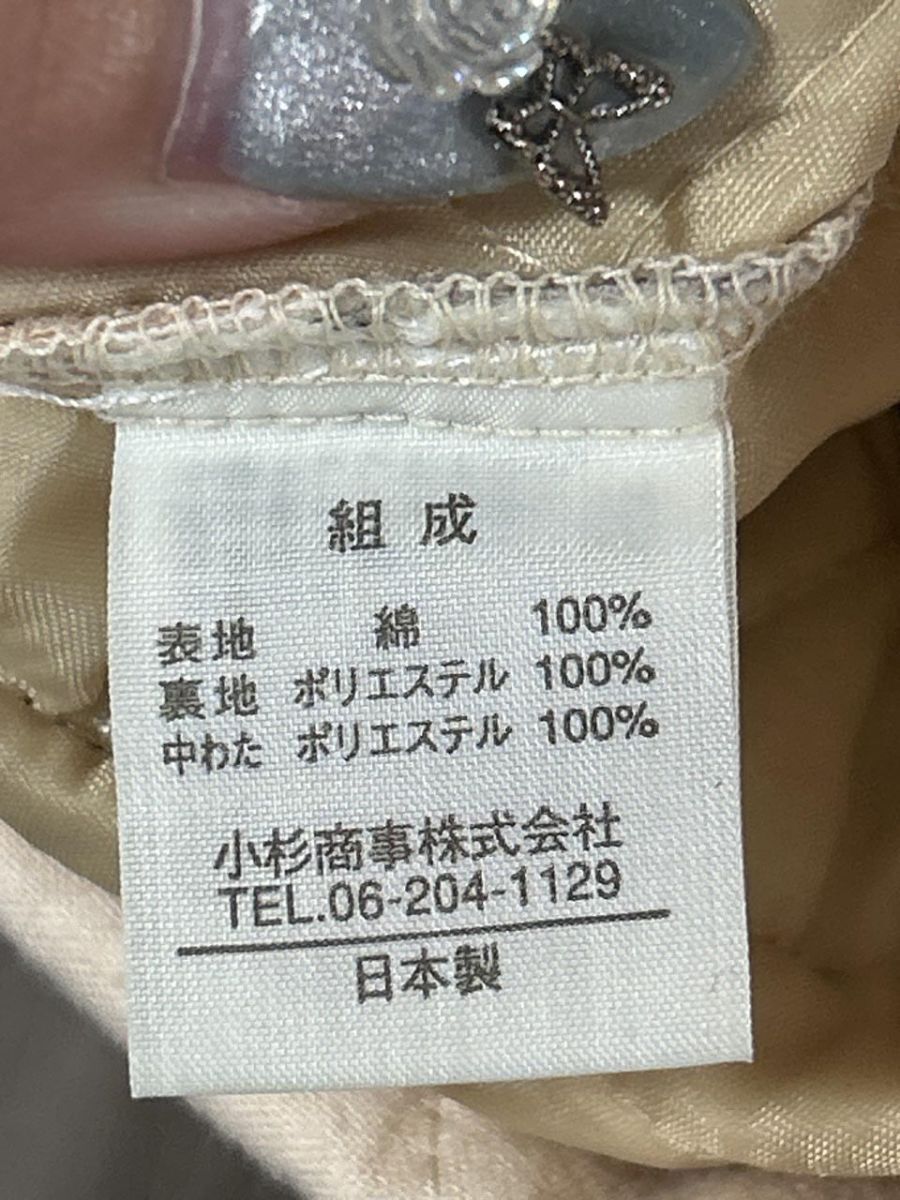 組成
表地 綿 100%
裏地 ポリエステル 100%
中わた ポリエステル 100%
小杉商事株式会社
TEL.06-204-1129
日本製